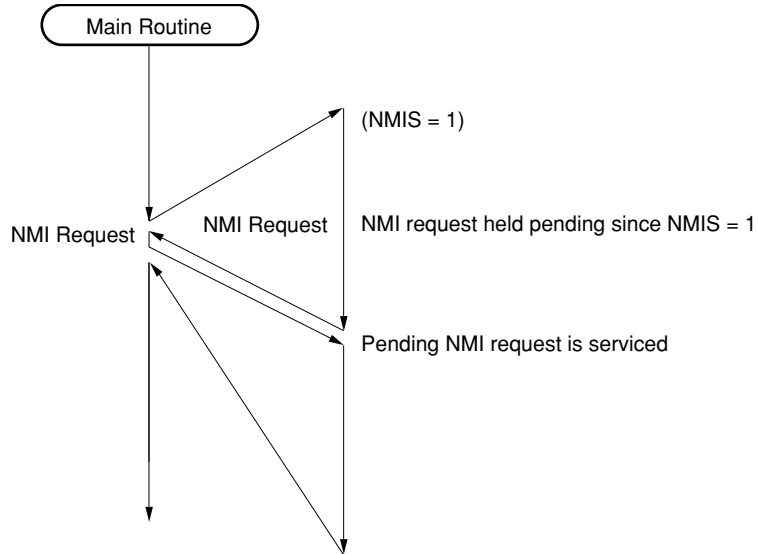 Main Routine
(NMIS = 1)
NMI Request
NMI Request
NMI request held pending since NMIS = 1
Pending NMI request is serviced